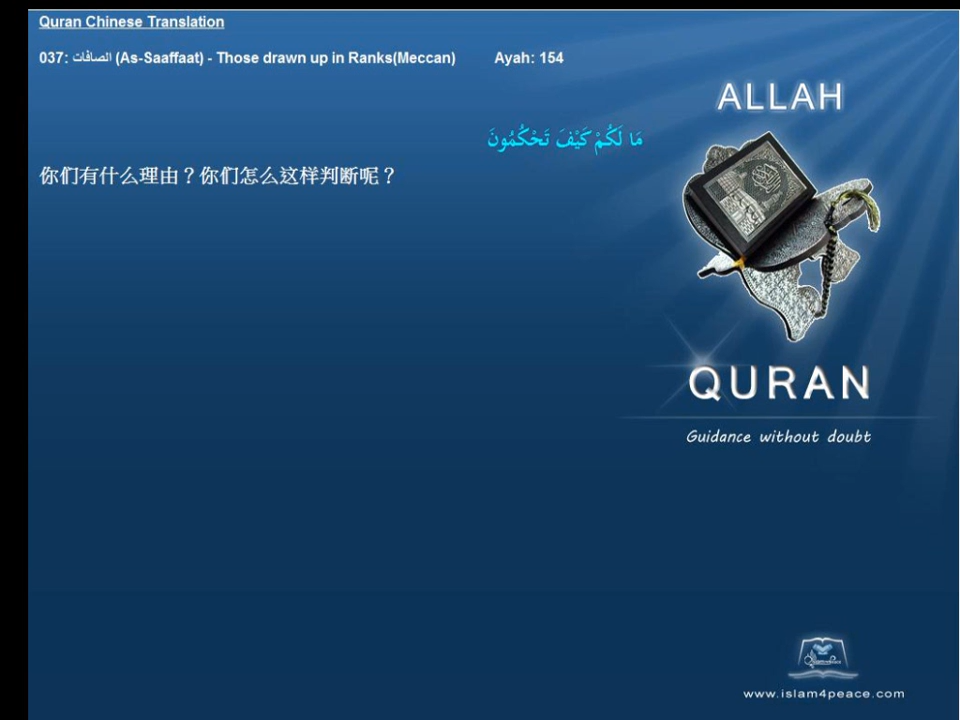 Quran Chinese Translation
037: الصافات (As-Saaffaat) - Those drawn up in Ranks(Meccan) Ayah: 154
ALLAH
مَا لَكُمْ كَيْفَ تَحْكُمُونَ
你们有什么理由？你们怎么这样判断呢？
QURAN
Guidance without doubt
www.islam4peace.com